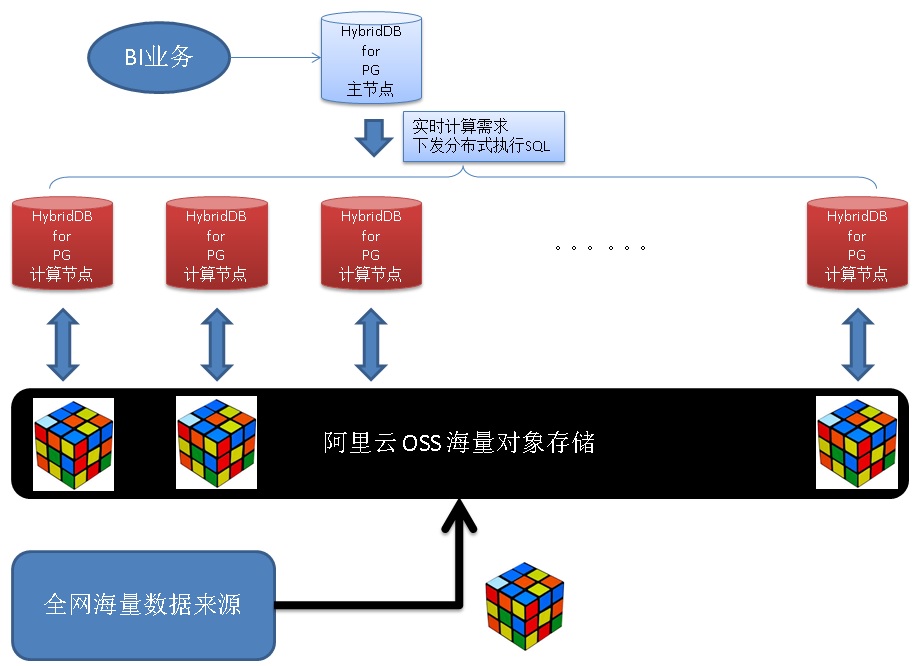 BI业务
HybridDB
for
PG
主节点
实时计算需求
下发分布式执行SQL
HybridDB
for
PG
计算节点
HybridDB
for
PG
计算节点
HybridDB
for
PG
计算节点
。。。。。。
HybridDB
for
PG
计算节点
阿里云 OSS 海量对象存储
全网海量数据来源